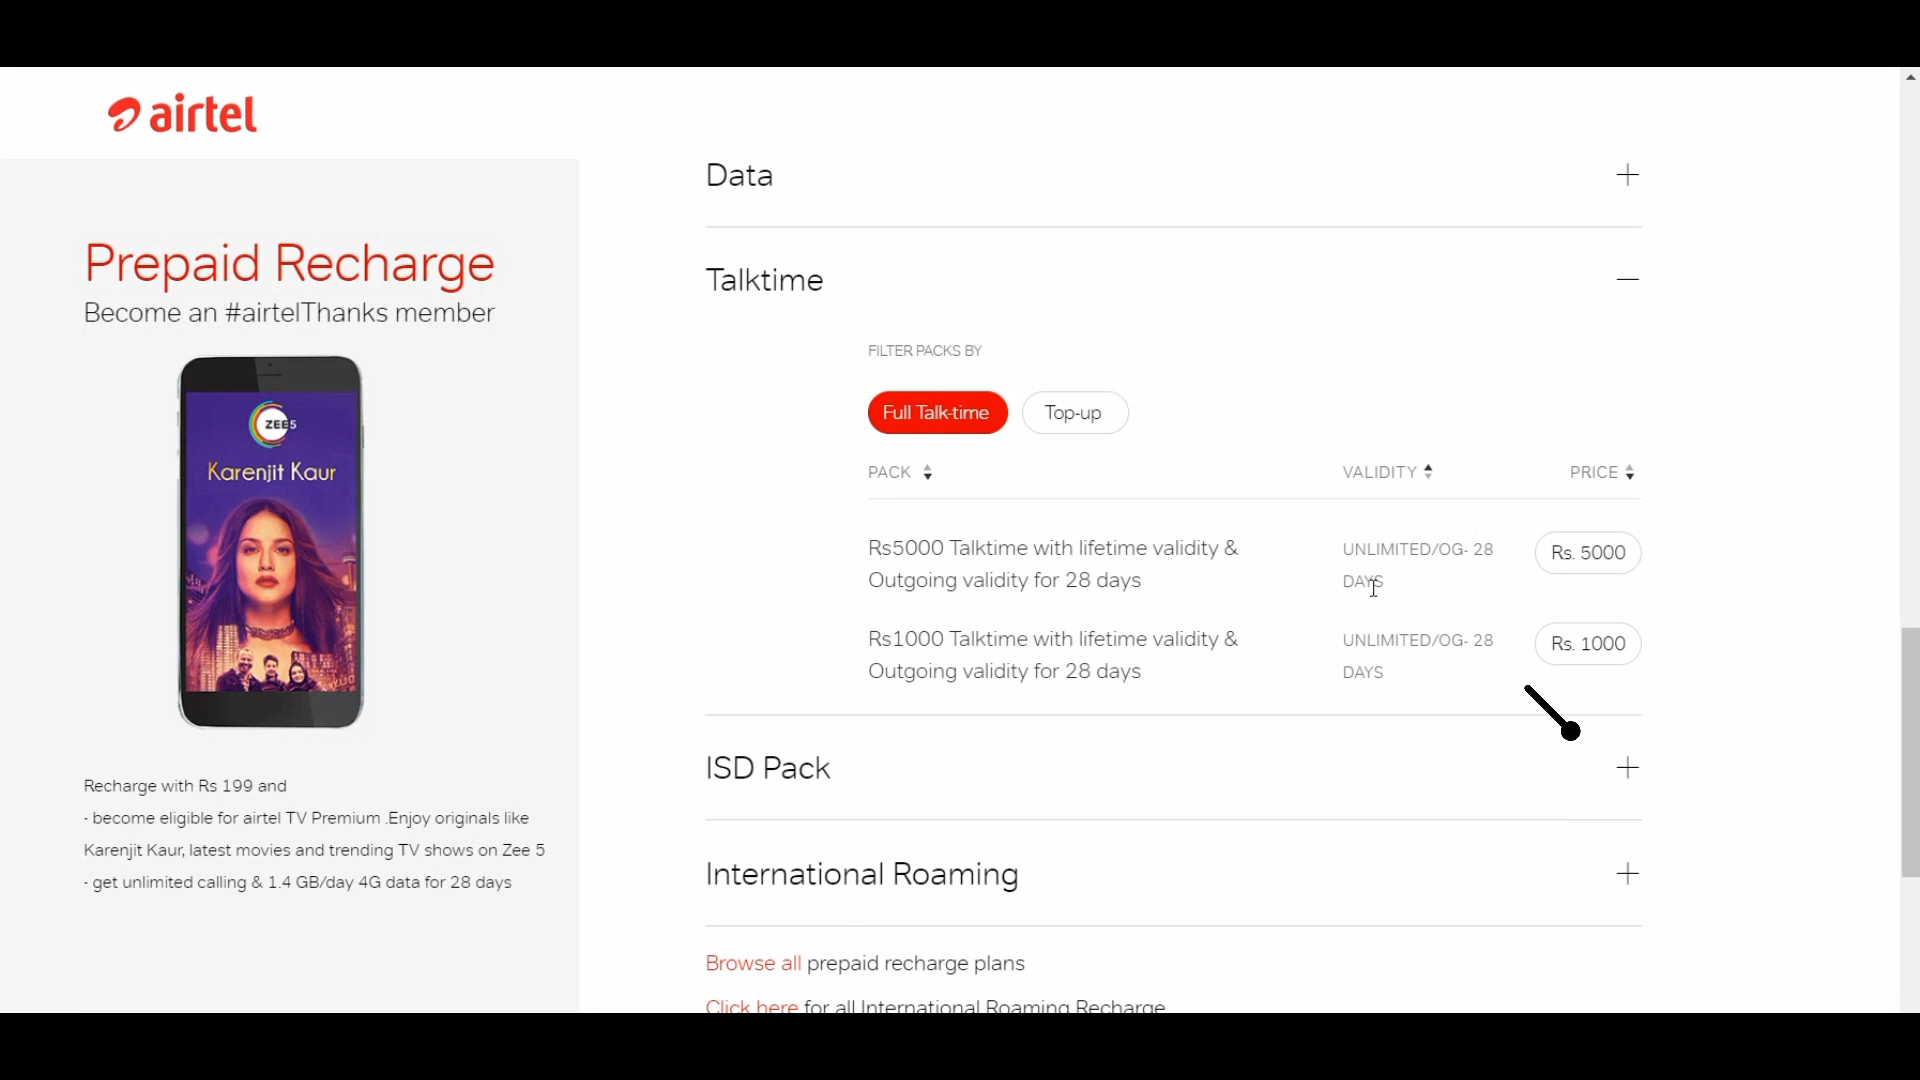 airtel
Prepaid Recharge
Become an #airtelThanks member
ZEE5
Karenjit Kaur
Recharge with Rs 199 and
- become eligible for airtel TV Premium .Enjoy originals like
Karenjit Kaur, latest movies and trending TV shows on Zee 5
- get unlimited calling & 1.4 GB/day 4G data for 28 days
Data
Talktime
FILTER PACKS BY
Full Talk-time Top-up
PACK VALIDITY PRICE
Rs5000 Talktime with lifetime validity &
Outgoing validity for 28 days
UNLIMITED/OG- 28
DAYS
Rs. 5000
Rs1000 Talktime with lifetime validity &
Outgoing validity for 28 days
UNLIMITED/OG- 28
DAYS
Rs. 1000
ISD Pack
International Roaming
Browse all prepaid recharge plans
Click here for all International Roaming Recharge